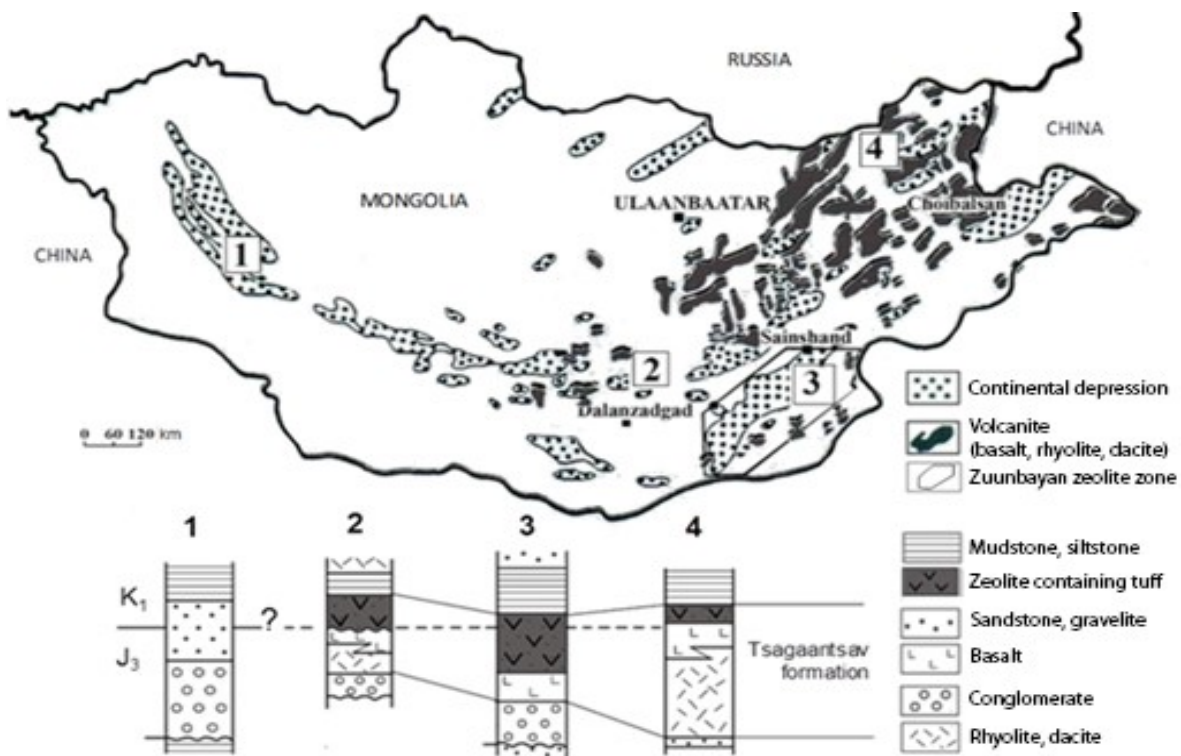 RUSSIA
CHINA
4
MONGOLIA
ULAANBAATAR
Choibalsan
CHINA
1
Sainshand
2
3
Dalanzadgad
0 60 120 km
Continental depression
Volcanite
(basalt, rhyolite, dacite)
Zuunbayan zeolite zone
1
2
3
4
K1
?
J3
Tsagaantsav
formation
Mudstone, siltstone
Zeolite containing tuff
Sandstone, gravelite
Basalt
Conglomerate
Rhyolite, dacite